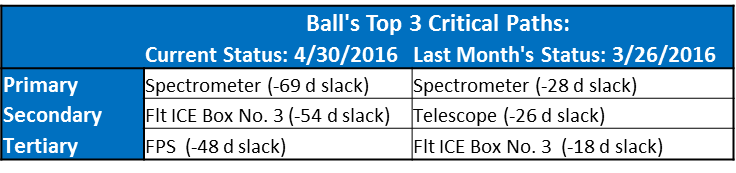 Ball's Top 3 Critical Paths:
Current Status: 4/30/2016 Last Month's Status: 3/26/2016
Primary Spectrometer (-69 d slack) Spectrometer (-28 d slack)
Secondary Flt ICE Box No. 3 (-54 d slack) Telescope (-26 d slack)
Tertiary FPS (-48 d slack) Flt ICE Box No. 3 (-18 d slack)